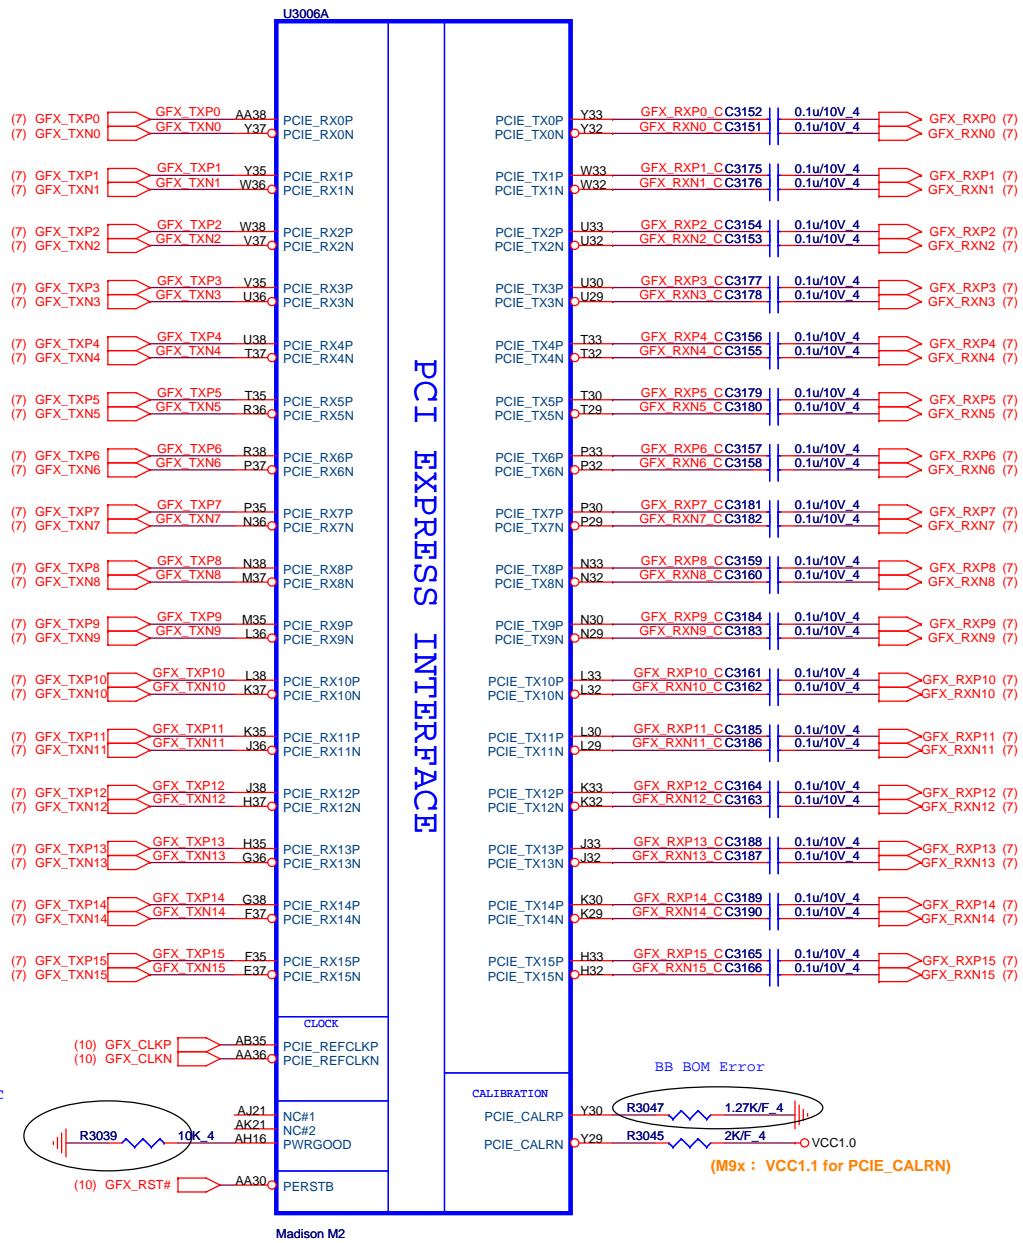 U3006A
(7) GFX_TXP0 GFX_TXP0 AA38 PCIE_RX0P PCIE_TX0P Y33 GFX_RXP0_C C3152 0.1u/10V_4 GFX_RXP0 (7)
(7) GFX_TXN0 GFX_TXN0 Y37 PCIE_RX0N PCIE_TX0N Y32 GFX_RXN0_C C3151 0.1u/10V_4 GFX_RXN0 (7)
(7) GFX_TXP1 GFX_TXP1 Y35 PCIE_RX1P PCIE_TX1P W33 GFX_RXP1_C C3175 0.1u/10V_4 GFX_RXP1 (7)
(7) GFX_TXN1 GFX_TXN1 W36 PCIE_RX1N PCIE_TX1N W32 GFX_RXN1_C C3176 0.1u/10V_4 GFX_RXN1 (7)
(7) GFX_TXP2 GFX_TXP2 W38 PCIE_RX2P PCIE_TX2P U33 GFX_RXP2_C C3154 0.1u/10V_4 GFX_RXP2 (7)
(7) GFX_TXN2 GFX_TXN2 V37 PCIE_RX2N PCIE_TX2N U32 GFX_RXN2_C C3153 0.1u/10V_4 GFX_RXN2 (7)
(7) GFX_TXP3 GFX_TXP3 V35 PCIE_RX3P PCIE_TX3P U30 GFX_RXP3_C C3177 0.1u/10V_4 GFX_RXP3 (7)
(7) GFX_TXN3 GFX_TXN3 U36 PCIE_RX3N PCIE_TX3N U29 GFX_RXN3_C C3178 0.1u/10V_4 GFX_RXN3 (7)
(7) GFX_TXP4 GFX_TXP4 U38 PCIE_RX4P PCIE_TX4P T33 GFX_RXP4_C C3156 0.1u/10V_4 GFX_RXP4 (7)
(7) GFX_TXN4 GFX_TXN4 T37 PCIE_RX4N PCIE_TX4N T32 GFX_RXN4_C C3155 0.1u/10V_4 GFX_RXN4 (7)
(7) GFX_TXP5 GFX_TXP5 T35 PCIE_RX5P PCIE_TX5P T30 GFX_RXP5_C C3179 0.1u/10V_4 GFX_RXP5 (7)
(7) GFX_TXN5 GFX_TXN5 R36 PCIE_RX5N PCIE_TX5N T29 GFX_RXN5_C C3180 0.1u/10V_4 GFX_RXN5 (7)
(7) GFX_TXP6 GFX_TXP6 R38 PCIE_RX6P PCIE_TX6P P33 GFX_RXP6_C C3157 0.1u/10V_4 GFX_RXP6 (7)
(7) GFX_TXN6 GFX_TXN6 P37 PCIE_RX6N PCIE_TX6N P32 GFX_RXN6_C C3158 0.1u/10V_4 GFX_RXN6 (7)
(7) GFX_TXP7 GFX_TXP7 P35 PCIE_RX7P PCIE_TX7P P30 GFX_RXP7_C C3181 0.1u/10V_4 GFX_RXP7 (7)
(7) GFX_TXN7 GFX_TXN7 N36 PCIE_RX7N PCIE_TX7N P29 GFX_RXN7_C C3182 0.1u/10V_4 GFX_RXN7 (7)
(7) GFX_TXP8 GFX_TXP8 N38 PCIE_RX8P PCIE_TX8P N33 GFX_RXP8_C C3159 0.1u/10V_4 GFX_RXP8 (7)
(7) GFX_TXN8 GFX_TXN8 M37 PCIE_RX8N PCIE_TX8N N32 GFX_RXN8_C C3160 0.1u/10V_4 GFX_RXN8 (7)
(7) GFX_TXP9 GFX_TXP9 M35 PCIE_RX9P PCIE_TX9P N30 GFX_RXP9_C C3184 0.1u/10V_4 GFX_RXP9 (7)
(7) GFX_TXN9 GFX_TXN9 L36 PCIE_RX9N PCIE_TX9N N29 GFX_RXN9_C C3183 0.1u/10V_4 GFX_RXN9 (7)
(7) GFX_TXP10 GFX_TXP10 L38 PCIE_RX10P PCIE_TX10P L33 GFX_RXP10_C C3161 0.1u/10V_4 GFX_RXP10 (7)
(7) GFX_TXN10 GFX_TXN10 K37 PCIE_RX10N PCIE_TX10N L32 GFX_RXN10_C C3162 0.1u/10V_4 GFX_RXN10 (7)
(7) GFX_TXP11 GFX_TXP11 K35 PCIE_RX11P PCIE_TX11P L30 GFX_RXP11_C C3185 0.1u/10V_4 GFX_RXP11 (7)
(7) GFX_TXN11 GFX_TXN11 J36 PCIE_RX11N PCIE_TX11N L29 GFX_RXN11_C C3186 0.1u/10V_4 GFX_RXN11 (7)
(7) GFX_TXP12 GFX_TXP12 J38 PCIE_RX12P PCIE_TX12P K33 GFX_RXP12_C C3164 0.1u/10V_4 GFX_RXP12 (7)
(7) GFX_TXN12 GFX_TXN12 H37 PCIE_RX12N PCIE_TX12N K32 GFX_RXN12_C C3163 0.1u/10V_4 GFX_RXN12 (7)
(7) GFX_TXP13 GFX_TXP13 H35 PCIE_RX13P PCIE_TX13P J33 GFX_RXP13_C C3188 0.1u/10V_4 GFX_RXP13 (7)
(7) GFX_TXN13 GFX_TXN13 G36 PCIE_RX13N PCIE_TX13N J32 GFX_RXN13_C C3187 0.1u/10V_4 GFX_RXN13 (7)
(7) GFX_TXP14 GFX_TXP14 G38 PCIE_RX14P PCIE_TX14P K30 GFX_RXP14_C C3189 0.1u/10V_4 GFX_RXP14 (7)
(7) GFX_TXN14 GFX_TXN14 F37 PCIE_RX14N PCIE_TX14N K29 GFX_RXN14_C C3190 0.1u/10V_4 GFX_RXN14 (7)
(7) GFX_TXP15 GFX_TXP15 F35 PCIE_RX15P PCIE_TX15P H33 GFX_RXP15_C C3165 0.1u/10V_4 GFX_RXP15 (7)
(7) GFX_TXN15 GFX_TXN15 E37 PCIE_RX15N PCIE_TX15N H32 GFX_RXN15_C C3166 0.1u/10V_4 GFX_RXN15 (7)
PCI EXPRESS INTERFACE
CLOCK
(10) GFX_CLKP AB35 PCIE_REFCLKP
(10) GFX_CLKN AA36 PCIE_REFCLKN
BB BOM Error
CALIBRATION
AJ21 NC#1 PCIE_CALRP Y30 R3047 1.27K/F_4
AK21 NC#2
R3039 10K_4 AH16 PWRGOOD PCIE_CALRN Y29 R3045 2K/F_4 VCC1.0
(M9x : VCC1.1 for PCIE_CALRN)
(10) GFX_RST# AA30 PERSTB
Madison M2